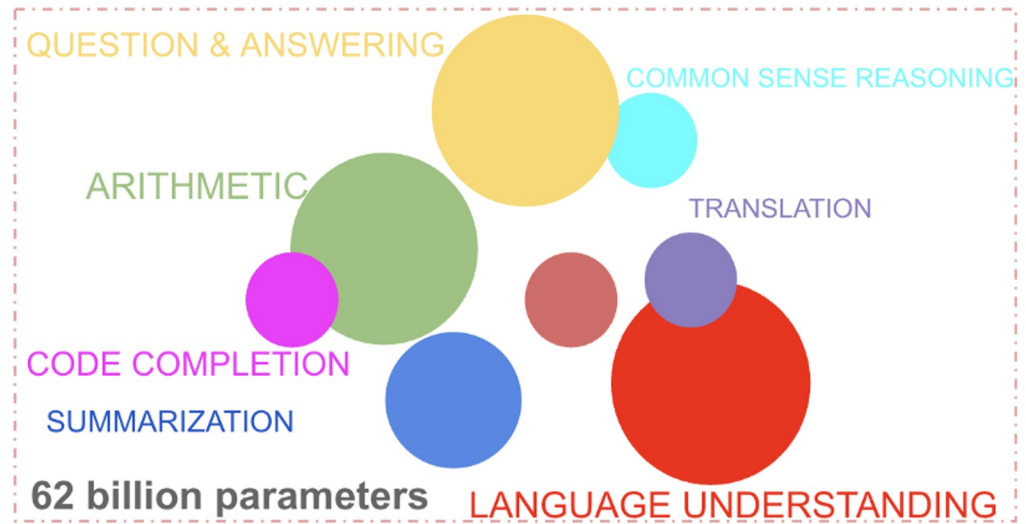 QUESTION & ANSWERING
COMMON SENSE REASONING
ARITHMETIC
TRANSLATION
CODE COMPLETION
SUMMARIZATION
62 billion parameters
LANGUAGE UNDERSTANDING